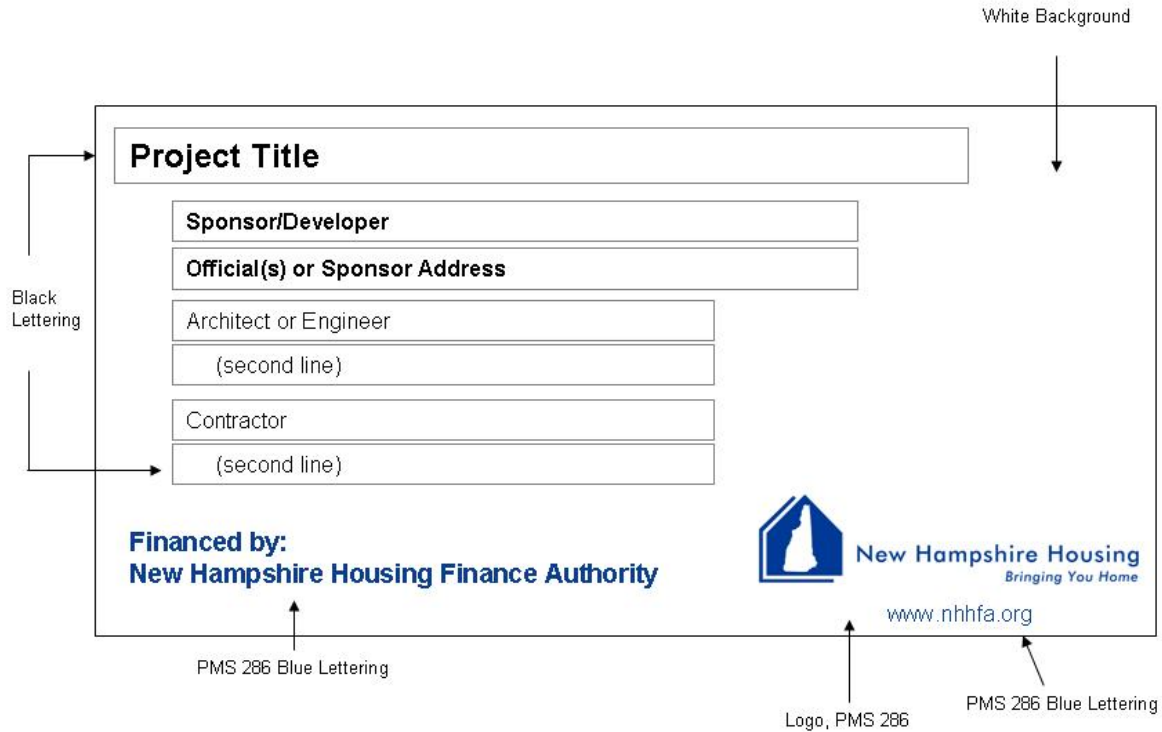 White Background
Project Title
Sponsor/Developer
Official(s) or Sponsor Address
Black
Lettering
Architect or Engineer
(second line)
Contractor
(second line)
Financed by:
New Hampshire Housing Finance Authority
New Hampshire Housing
Bringing You Home
www.nhhfa.org
PMS 286 Blue Lettering
Logo, PMS 286
PMS 286 Blue Lettering